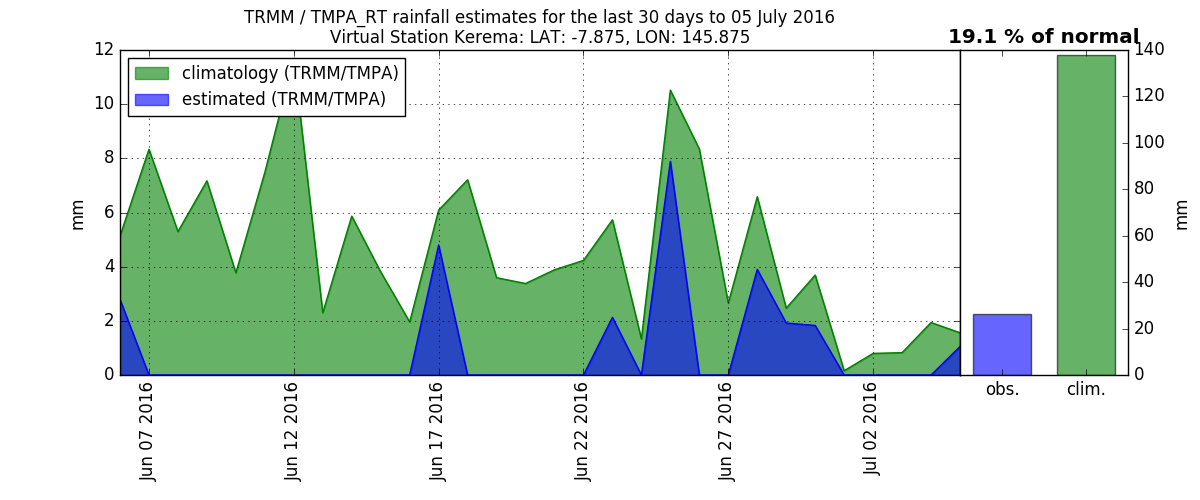 TRMM / TMPA_RT rainfall estimates for the last 30 days to 05 July 2016
Virtual Station Kerema: LAT: -7.875, LON: 145.875
19.1 % of normal
climatology (TRMM/TMPA)
estimated (TRMM/TMPA)
12
10
8
6
4
2
0
mm
Jun 07 2016
Jun 12 2016
Jun 17 2016
Jun 22 2016
Jun 27 2016
Jul 02 2016
obs.
clim.
140
120
100
80
60
40
20
0
mm